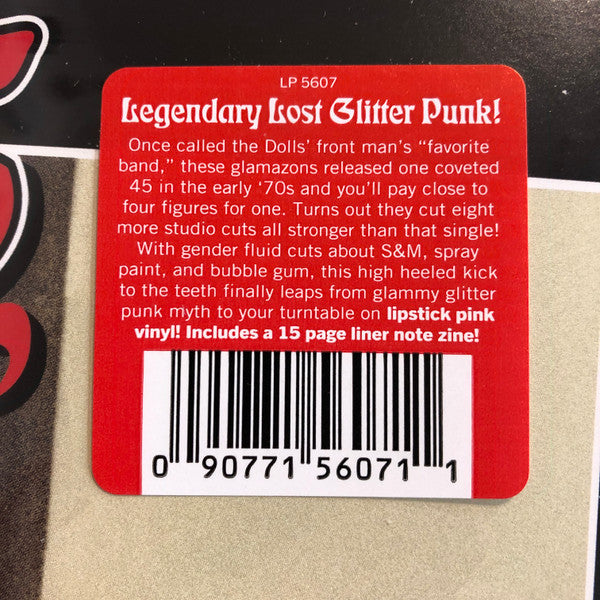 LP 5607
Legendary Lost Glitter Punk!
Once called the Dolls’ front man’s “favorite
band,” these glamazons released one coveted
45 in the early ‘70s and you’ll pay close to
four figures for one. Turns out they cut eight
more studio cuts all stronger than that single!
With gender fluid cuts about S&M, spray
paint, and bubble gum, this high heeled kick
to the teeth finally leaps from glammy glitter
punk myth to your turntable on lipstick pink
vinyl! Includes a 15 page liner note zine!
0 90771 56071 1